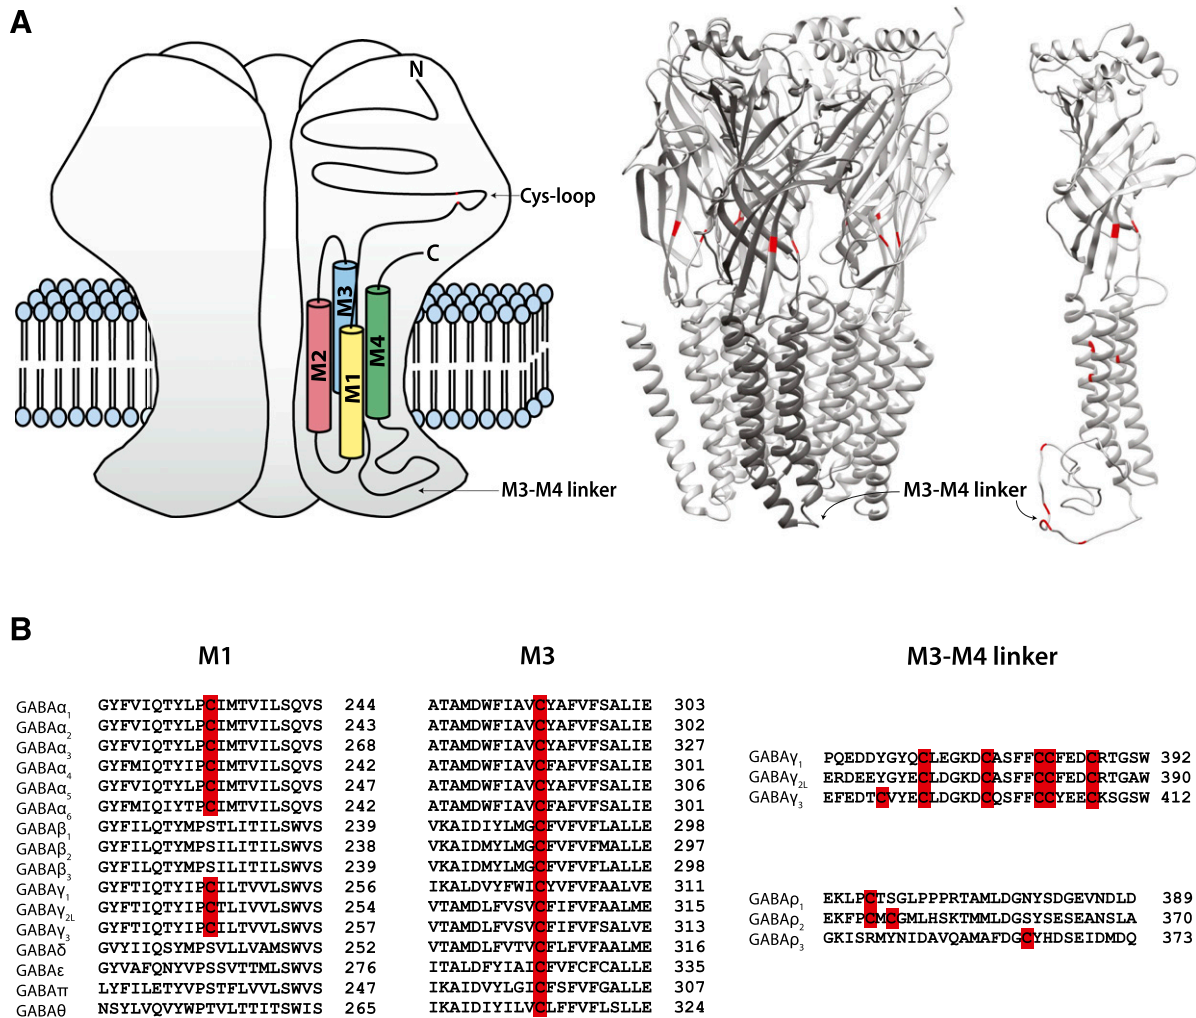 A
N
Cys-loop
C
M3
M4
M2
M1
M3-M4 linker
M3-M4 linker
B
M1
M3
M3-M4 linker
GABAα1 GYFVIQTYLPCIMTVILSQVS 244 ATAMDWFIAVCYAFVFSALIE 303
GABAα2 GYFVIQTYLPCIMTVILSQVS 243 ATAMDWFIAVCYAFVFSALIE 302
GABAα3 GYFVIQTYLPCIMTVILSQVS 268 ATAMDWFIAVCYAFVFSALIE 327
GABAα4 GYFMIQTYIPCIMTVILSQVS 242 ATAMDWFIAVCFAFVFSALIE 301
GABAα5 GYFVIQTYLPCIMTVILSQVS 247 ATAMDWFIAVCYAFVFSALIE 306
GABAα6 GYFMIQIYTPCIMTVILSQVS 242 ATAMDWFIAVCFAFVFSALIE 301
GABAβ1 GYFILQTYMPSTLITILSWVS 239 VKAIDIYLMGCFVFVFLALLE 298
GABAβ2 GYFILQTYMPSILITILSWVS 238 VKAIDMYLMGCFVFVFMALLE 297
GABAβ3 GYFILQTYMPSILITILSWVS 239 VKAIDMYLMGCFVFVFLALLE 298
GABAγ1 GYFTIQTYIPCILTVVLSWVS 256 IKALDVYFWICYVFVFAALVE 311
GABAγ2L GYFTIQTYIPCTLIVVLSWVS 254 VTAMDLFVSVCFIFVFAALME 315
GABAγ3 GYFTIQTYIPCILTVVLSWVS 257 VTAMDLFVSVCFIFVFAALME 313
GABAδ GVYIIQSYMPSVLLVAMSWVS 252 VTAMDLFVTVCFLFVFAALME 316
GABAε GYVAFQNYVPSSVTTMLSWVS 276 ITALDFYIAICFVFCFCALLE 335
GABAπ LYFILETYVPSTFLVVLSWVS 247 IKAIDVYLGICFSFVFGALLE 307
GABAθ NSYLVQVYWPTVLTTITSWIS 265 IKAIDIYILVCLFFVFLSLLE 324
GABAγ1 PQEDDYGYQCLEGKDCASFFCCFEDCRTGSW 392
GABAγ2L ERDEEYGYECLDGKDCASFFCCFEDCRTGAW 390
GABAγ3 EFEDTCVYECLDGKDCQSFFCCYEECKSGSW 412
GABAρ1 EKLPCTSGLPPPRTAMLDGNYSDGEVNDLD 389
GABAρ2 EKFPCMCGMLHSKTMMLDGSYSESEANSLA 370
GABAρ3 GKISRMYNIDAVQAMAFDGCYHDSEIDMDQ 373